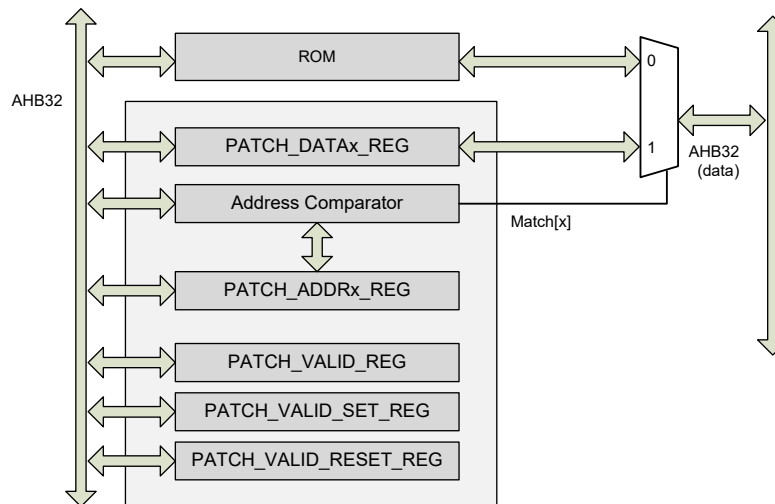 ROM
0
AHB32
PATCH_DATAx_REG
1
AHB32
(data)
Address Comparator
Match[x]
PATCH_ADDRx_REG
PATCH_VALID_REG
PATCH_VALID_SET_REG
PATCH_VALID_RESET_REG